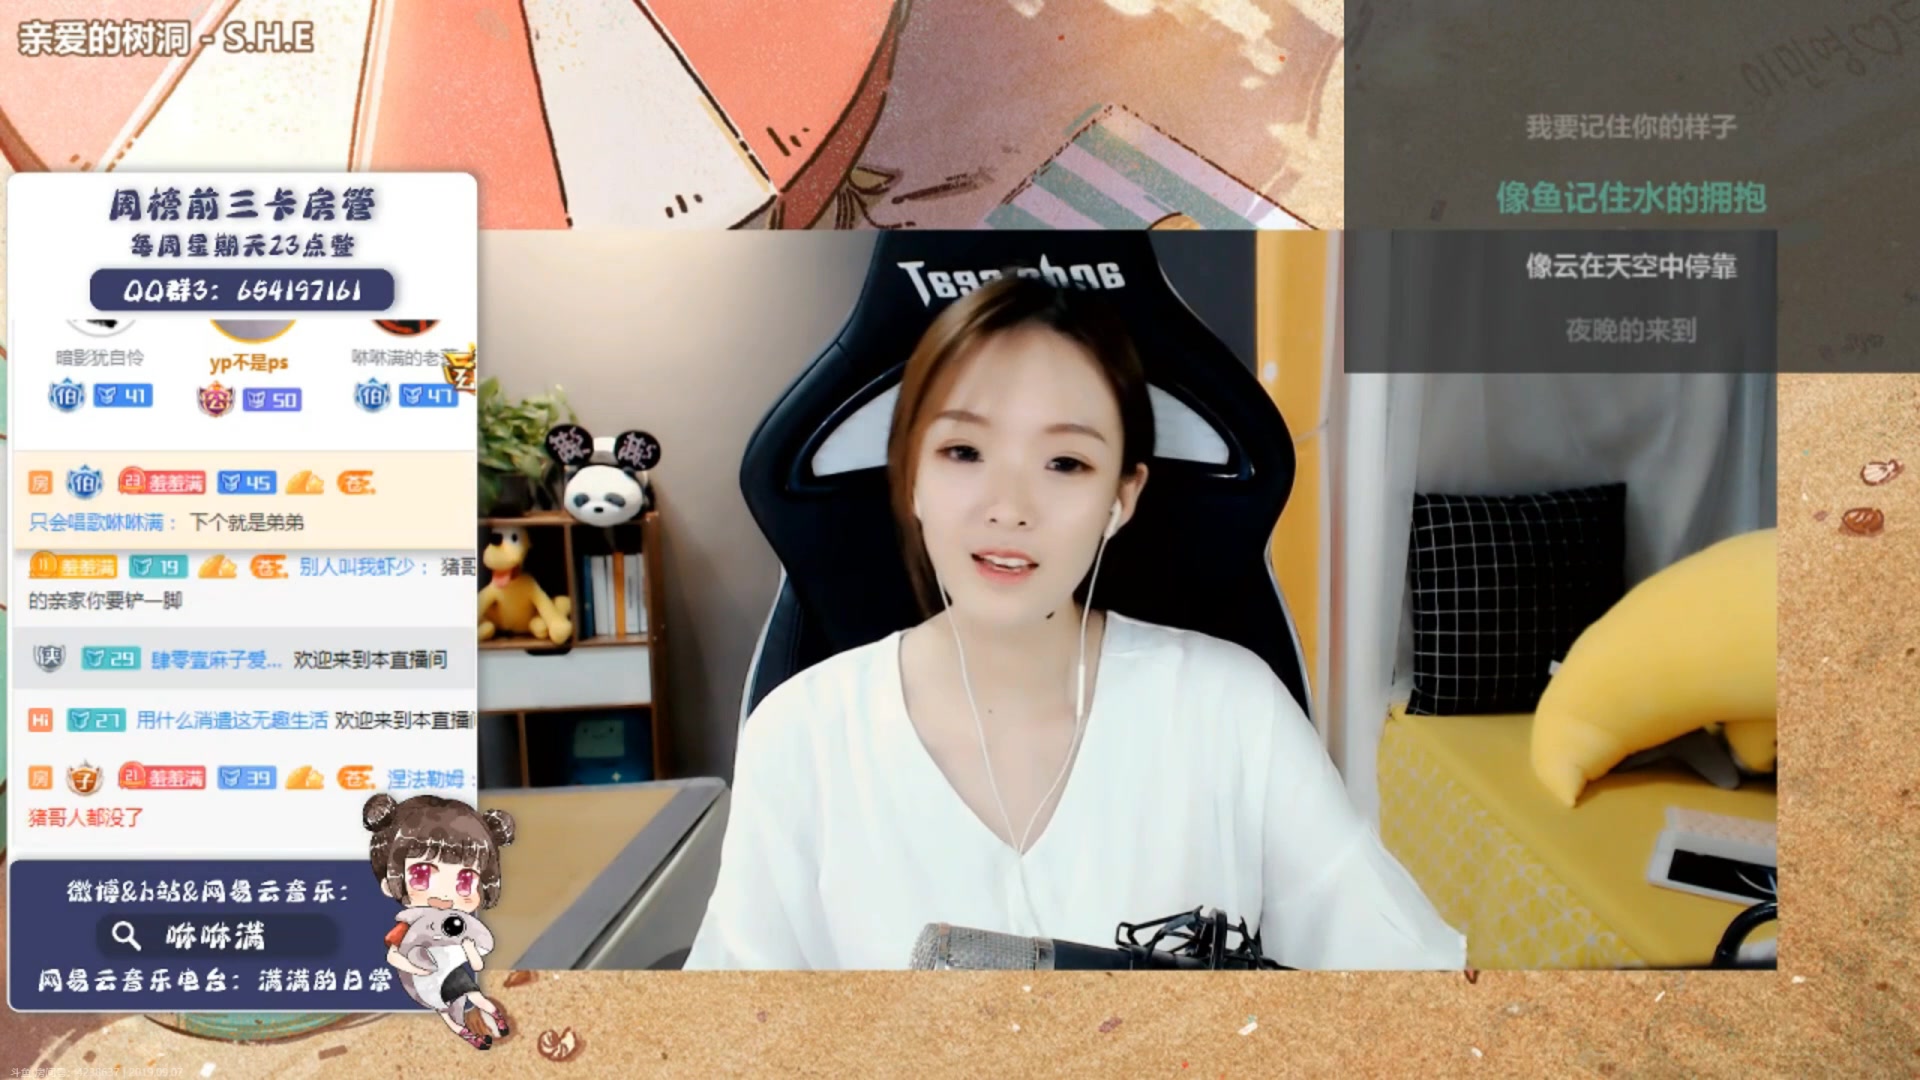 亲爱的树洞 - S.H.E
周榜前三卡房管
每周星期天23点整
QQ群3：654197161
暗影犹自怜
yp不是ps
咻咻满的老
伯 41
公 50
伯 47
房 伯 23 羞羞满 45
只会唱歌咻咻满： 下个就是弟弟
11 羞羞满 19 别人叫我虾少： 猪哥
的亲家你要铲一脚
侠 29 肆零壹麻子爱... 欢迎来到本直播间
Hi 27 用什么消遣这无趣生活 欢迎来到本直播间
房 子 21 羞羞满 39 涅法勒姆：
猪哥人都没了
微博&b站&网易云音乐：
咻咻满
网易云音乐电台：满满的日常
我要记住你的样子
像鱼记住水的拥抱
像云在天空中停靠
夜晚的来到